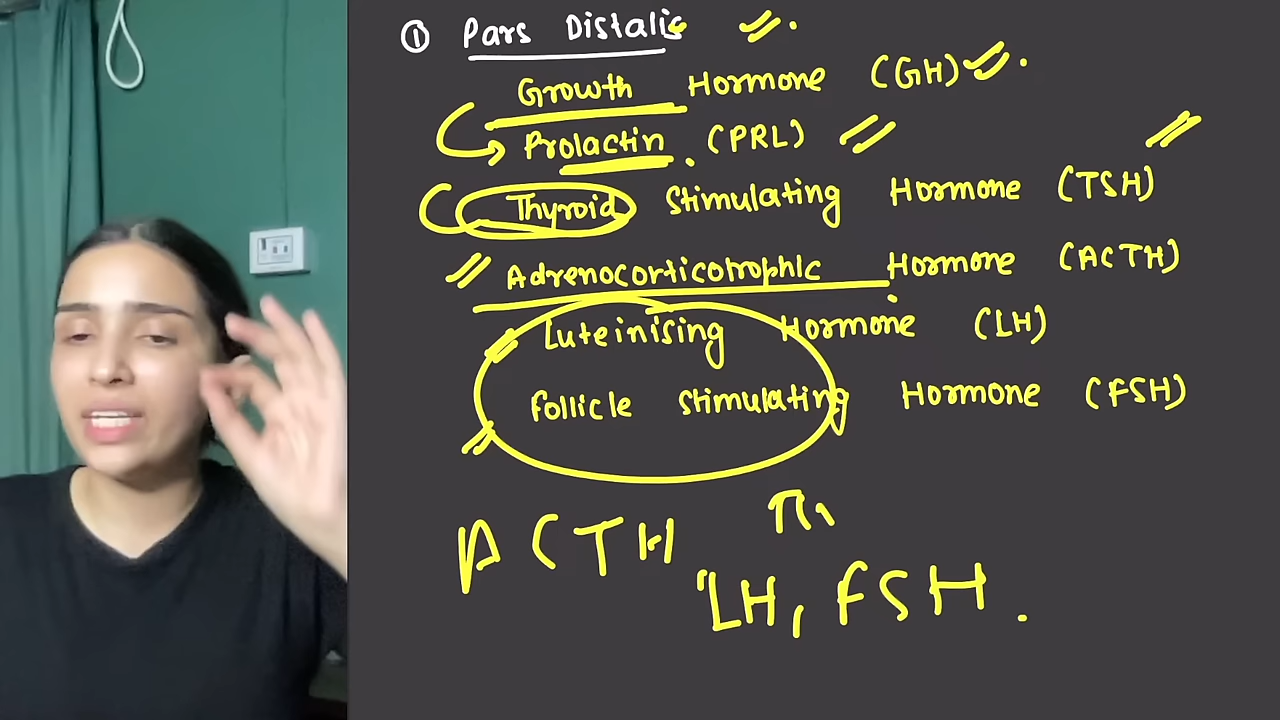 ① Pars Distalis
Growth Hormone (GH)
Prolactin (PRL)
Thyroid Stimulating Hormone (TSH)
Adrenocorticotrophic Hormone (ACTH)
Luteinising Hormone (LH)
Follicle Stimulating Hormone (FSH)
ACTH
LH, FSH.